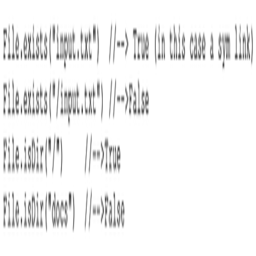 File.exists("input.txt")  //--> True (in this case a sym link)
File.exists("/input.txt") //-->False
File.isDir("/")    //-->True
File.isDir("docs")  //-->False